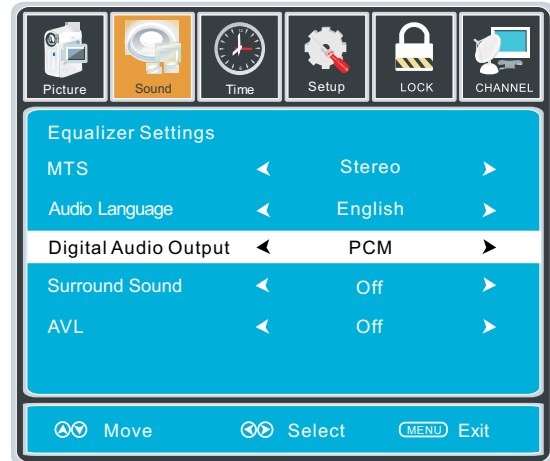 Picture Sound Time Setup LOCK CHANNEL
Equalizer Settings
MTS Stereo
Audio Language English
Digital Audio Output PCM
Surround Sound Off
AVL Off
Move Select MENU Exit